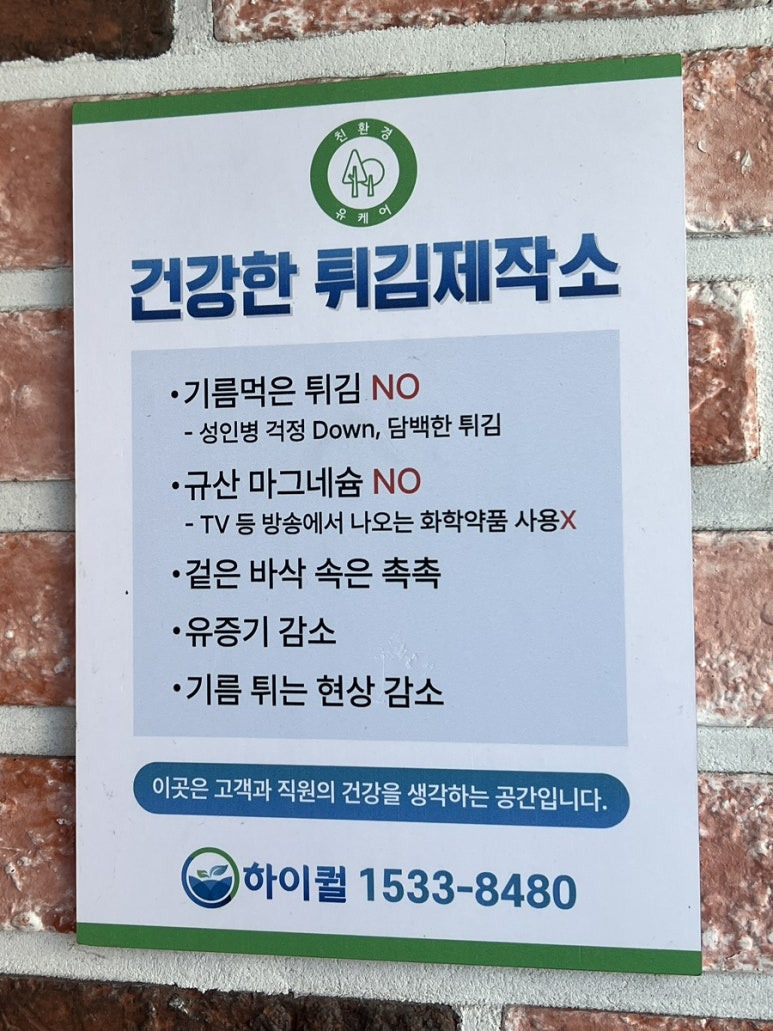 친환경
유케어
건강한 튀김제작소
•기름먹은 튀김 NO
- 성인병 걱정 Down, 담백한 튀김
•규산 마그네슘 NO
- TV 등 방송에서 나오는 화학약품 사용X
•겉은 바삭 속은 촉촉
•유증기 감소
•기름 튀는 현상 감소
이곳은 고객과 직원의 건강을 생각하는 공간입니다.
하이퀄 1533-8480